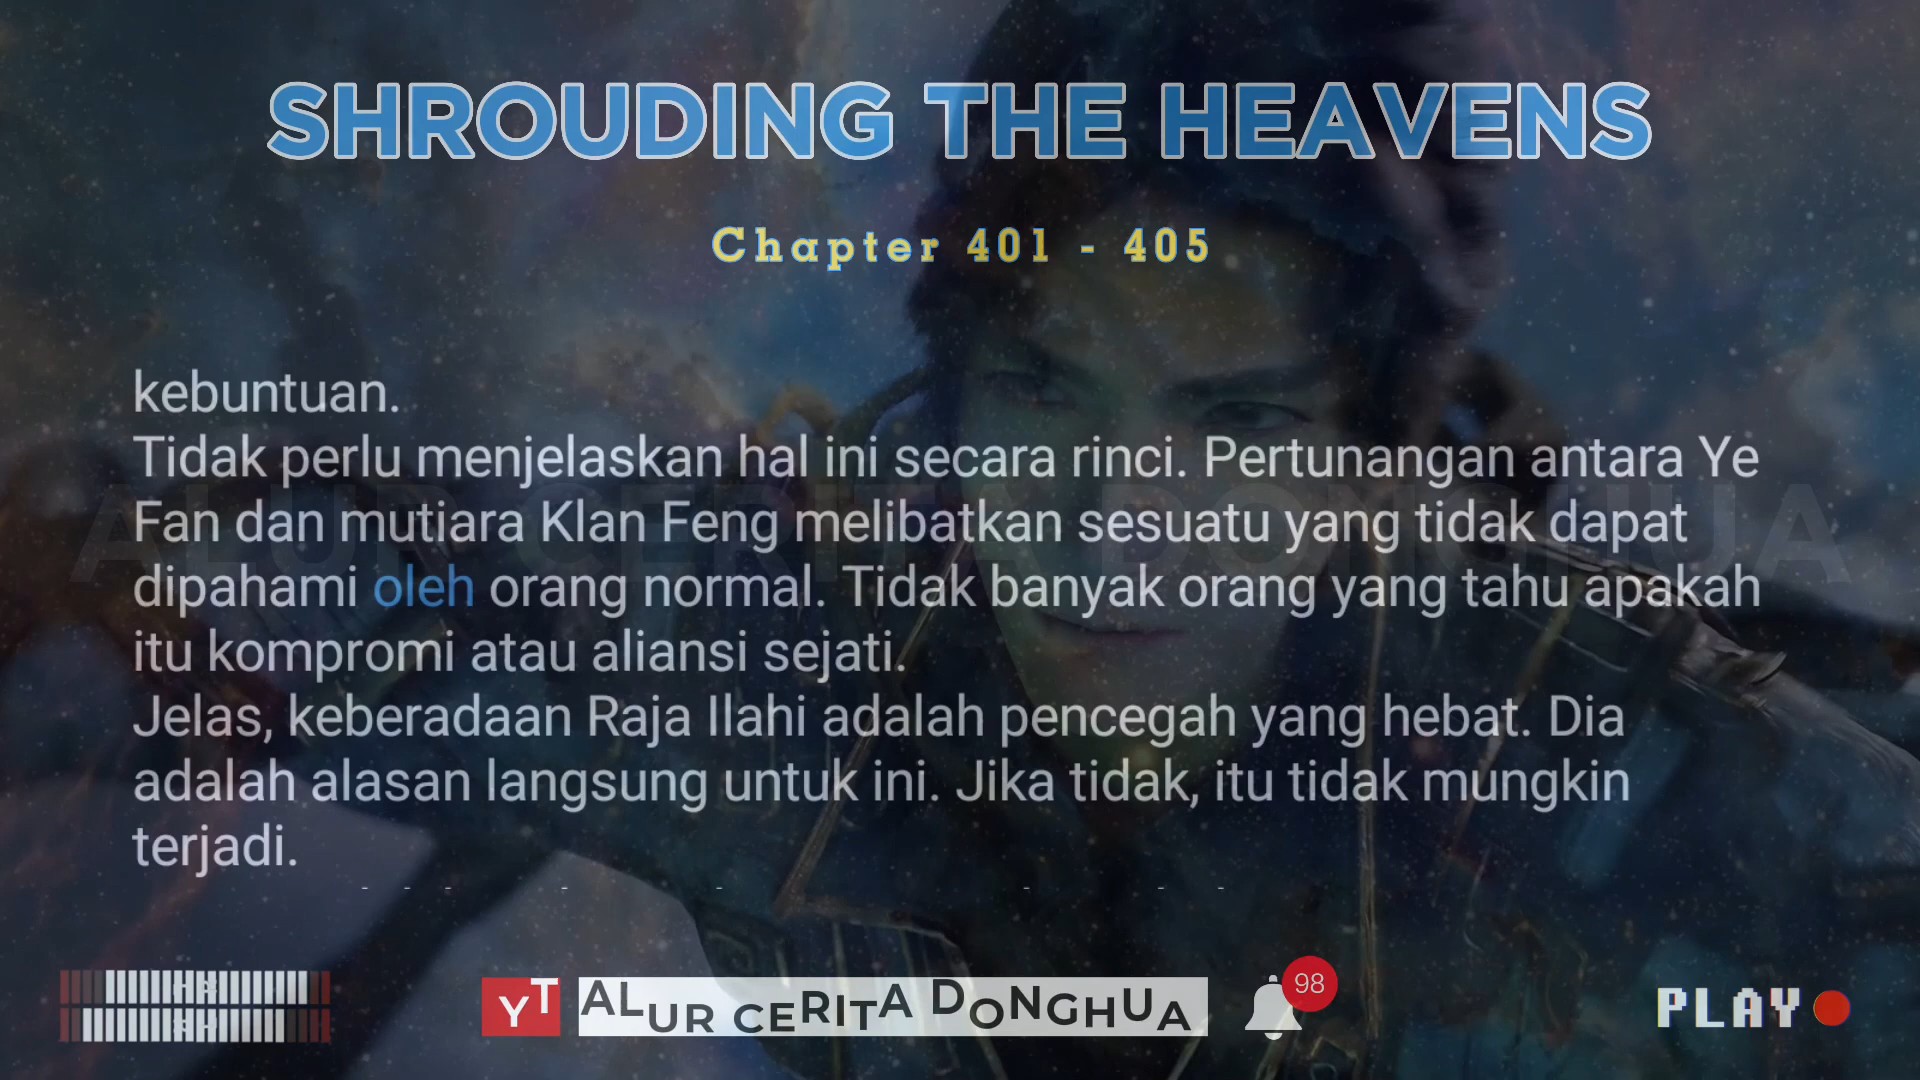 SHROUDING THE HEAVENS
Chapter 401 - 405
kebuntuan.
Tidak perlu menjelaskan hal ini secara rinci. Pertunangan antara Ye
Fan dan mutiara Klan Feng melibatkan sesuatu yang tidak dapat
dipahami oleh orang normal. Tidak banyak orang yang tahu apakah
itu kompromi atau aliansi sejati.
Jelas, keberadaan Raja Ilahi adalah pencegah yang hebat. Dia
adalah alasan langsung untuk ini. Jika tidak, itu tidak mungkin
terjadi.
ALUR CERITA DONGHUA
YT ALUR CERITA DONGHUA 98
PLAY